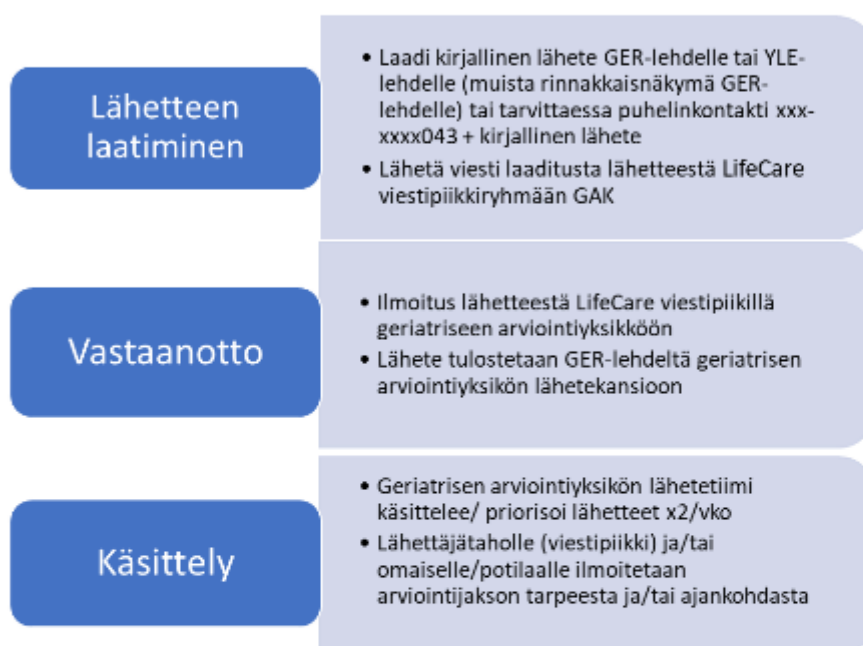 Lähetteen
laatiminen
• Laadi kirjallinen lähete GER-lehdelle tai YLE-
lehdelle (muista rinnakkaisnäkymä GER-
lehdelle) tai tarvittaessa puhelinkontakti xxx-
xxxx043 + kirjallinen lähete
• Lähetä viesti laaditusta lähetteestä LifeCare
viestipiikkiryhmään GAK
Vastaanotto
• Ilmoitus lähetteestä LifeCare viestipiikillä
geriatriseen arviointiyksikköön
• Lähete tulostetaan GER-lehdeltä geriatrisen
arviointiyksikön lähetekansioon
Käsittely
• Geriatrisen arviointiyksikön lähetetiimi
käsittelee/ priorisoi lähetteet x2/vko
• Lähettäjätaholle (viestipiikki) ja/tai
omaiselle/potilaalle ilmoitetaan
arviointijakson tarpeesta ja/tai ajankohdasta